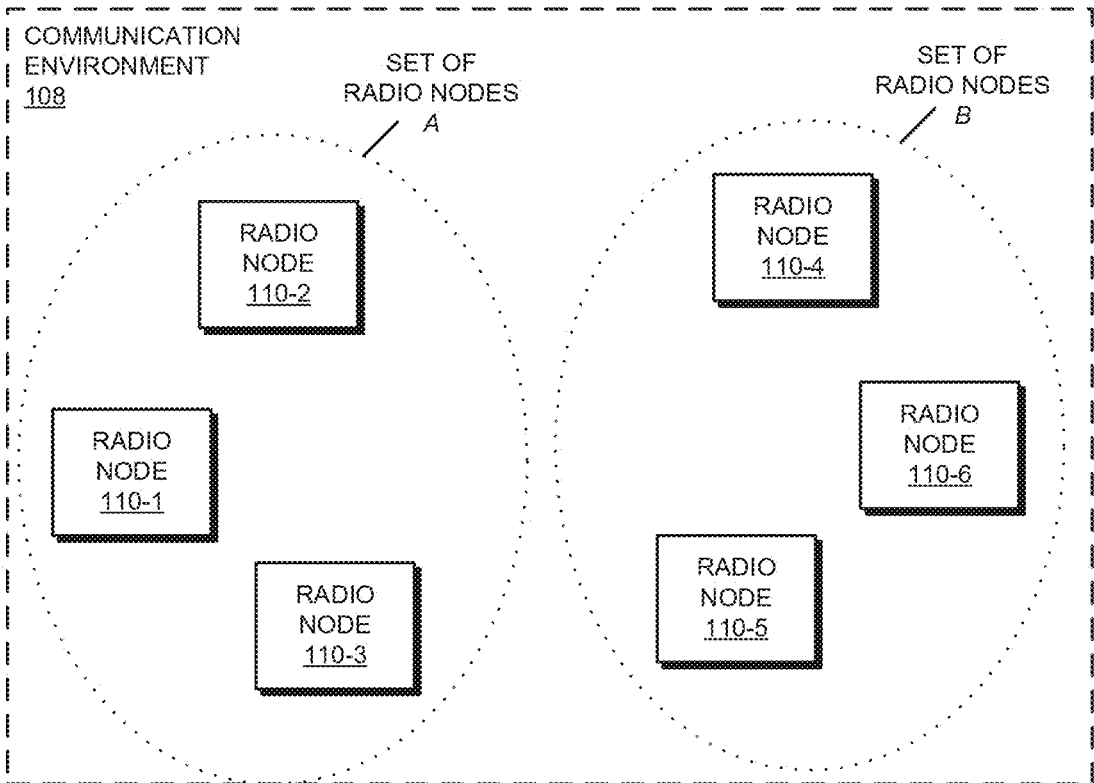 COMMUNICATION
ENVIRONMENT
108
SET OF
RADIO NODES
A
SET OF
RADIO NODES
B
RADIO
NODE
110-2
RADIO
NODE
110-4
RADIO
NODE
110-1
RADIO
NODE
110-6
RADIO
NODE
110-3
RADIO
NODE
110-5